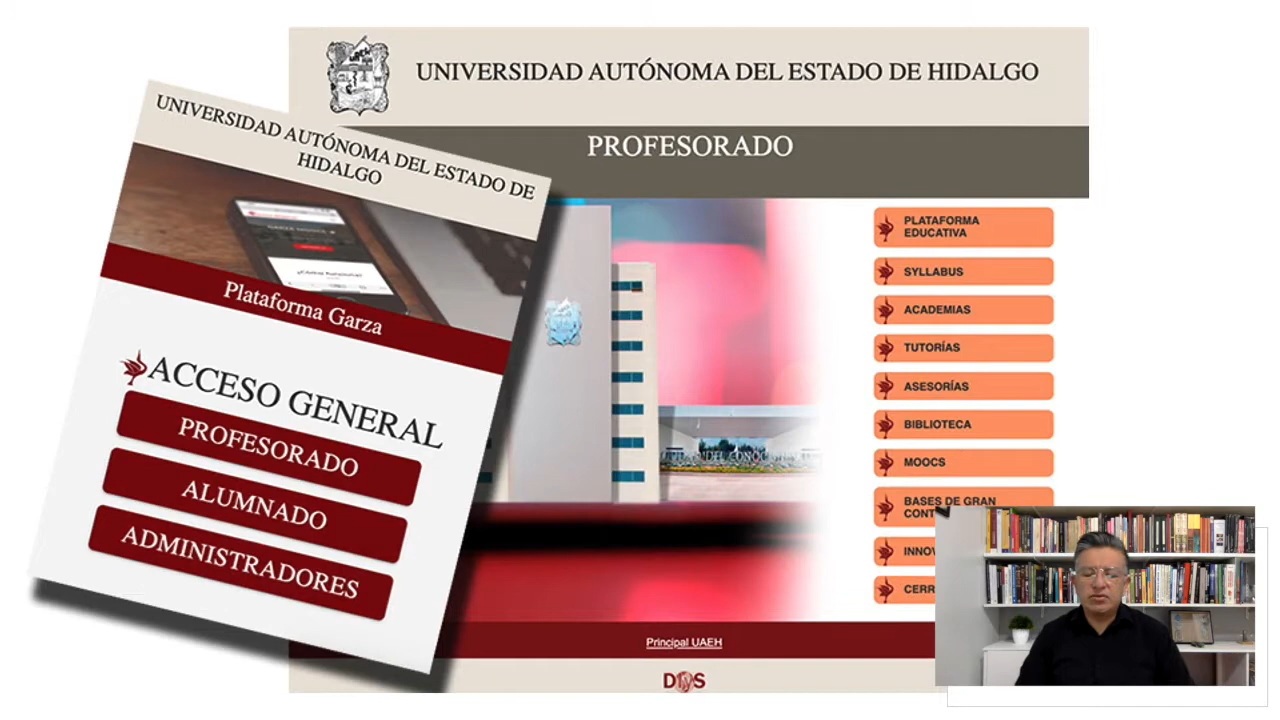 UNIVERSIDAD AUTÓNOMA DEL ESTADO DE HIDALGO
PROFESORADO
UNIVERSIDAD AUTÓNOMA DEL ESTADO DE
HIDALGO
Plataforma Garza
ACCESO GENERAL
PROFESORADO
ALUMNADO
ADMINISTRADORES
PLATAFORMA
EDUCATIVA
SYLLABUS
ACADEMIAS
TUTORÍAS
ASESORÍAS
BIBLIOTECA
MOOCS
BASES DE GRAN
Principal UAEH